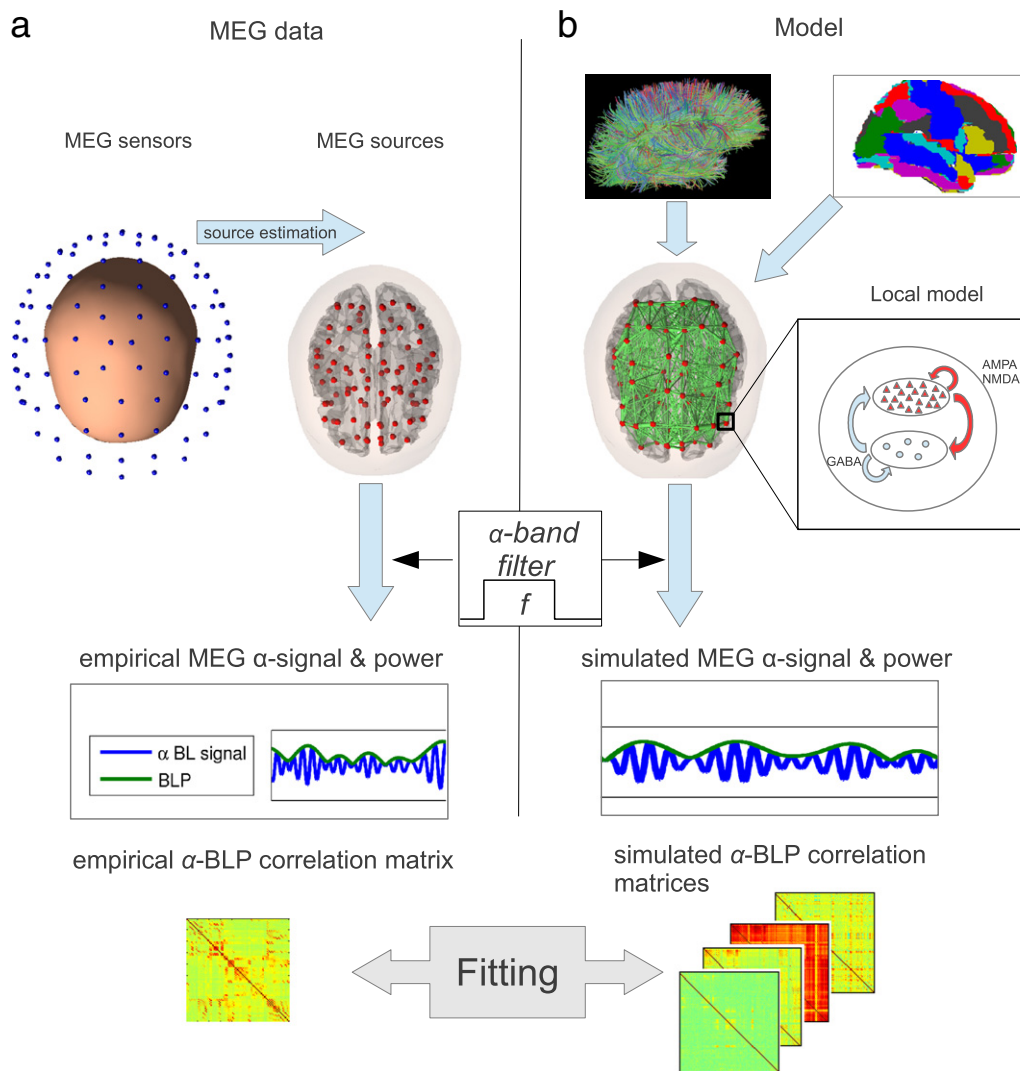 a
MEG data
MEG sensors
MEG sources
source estimation
b
Model
Local model
AMPA
NMDA
GABA
α-band
filter
f
empirical MEG α-signal & power
α BL signal
BLP
simulated MEG α-signal & power
empirical α-BLP correlation matrix
simulated α-BLP correlation
matrices
Fitting